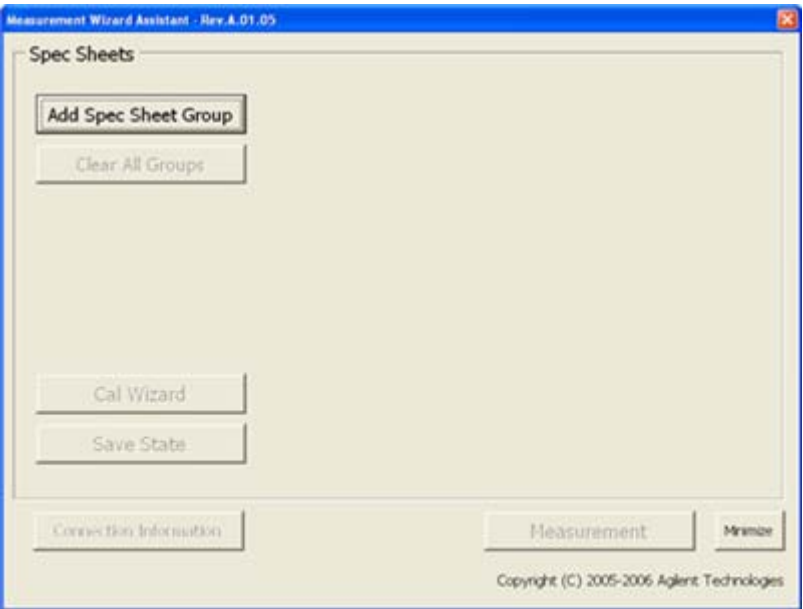 Measurement Wizard Assistant - Rev.A.01.05
Spec Sheets
Add Spec Sheet Group
Clear All Groups
Cal Wizard
Save State
Connection Information
Measurement
Minimize
Copyright (C) 2005-2006 Agilent Technologies